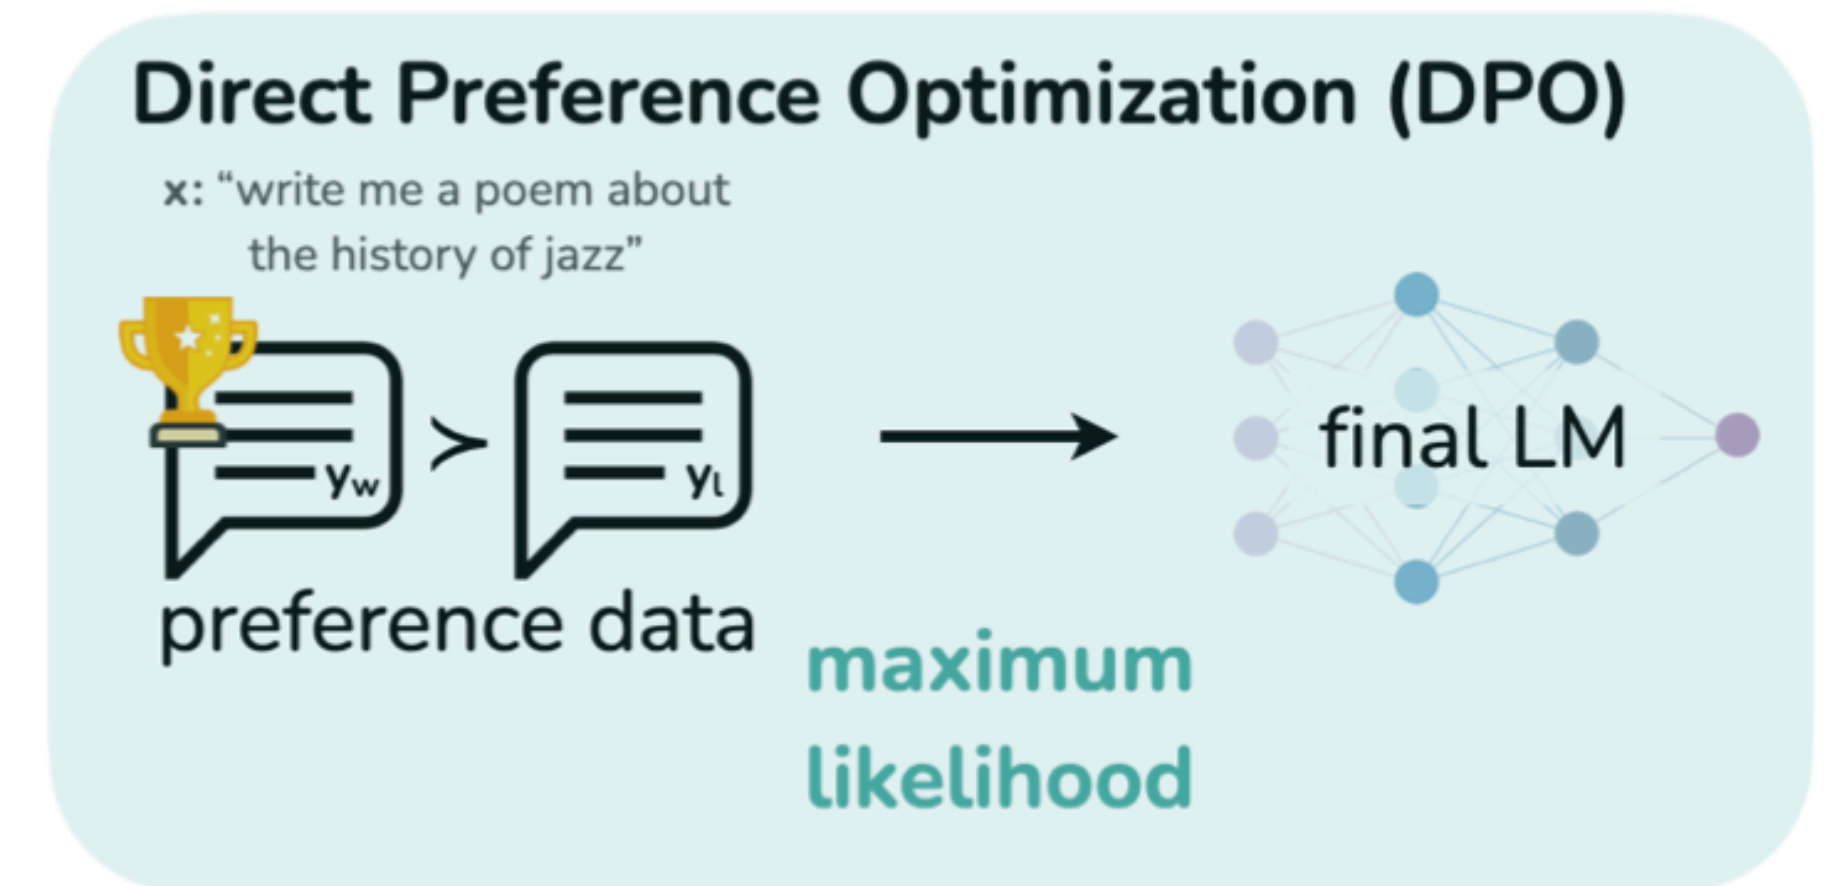 Direct Preference Optimization (DPO)
x: “write me a poem about
the history of jazz”
yw
≻
yl
preference data
maximum
likelihood
final LM